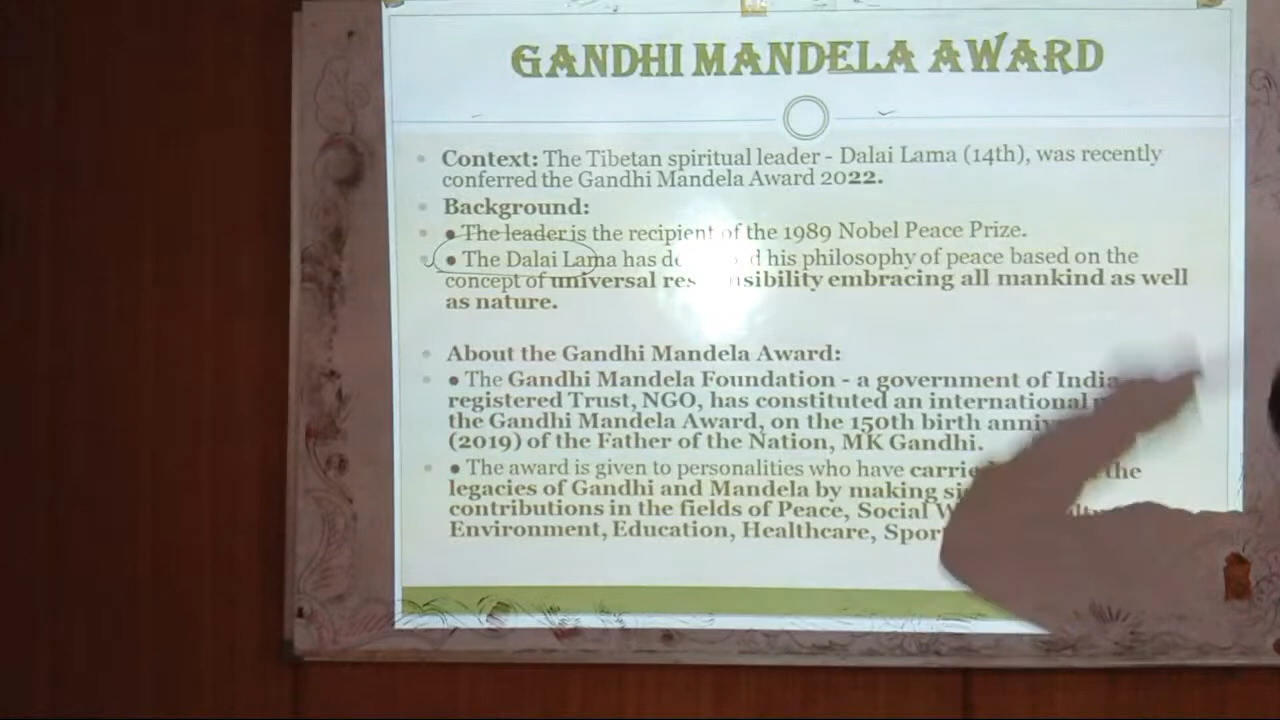 GANDHI MANDELA AWARD
• Context: The Tibetan spiritual leader - Dalai Lama (14th), was recently
conferred the Gandhi Mandela Award 2022.
• Background:
• ● The leader is the recipient of the 1989 Nobel Peace Prize.
• ● The Dalai Lama has his philosophy of peace based on the
concept of universal embracing all mankind as well
as nature.
• About the Gandhi Mandela Award:
• ● The Gandhi Mandela Foundation - a government of India
registered Trust, NGO, has constituted an international
the Gandhi Mandela Award, on the 150th birth
(2019) of the Father of the Nation, MK Gandhi.
• ● The award is given to personalities who have the
legacies of Gandhi and Mandela by making
contributions in the fields of Peace, Social
Environment, Education, Healthcare,